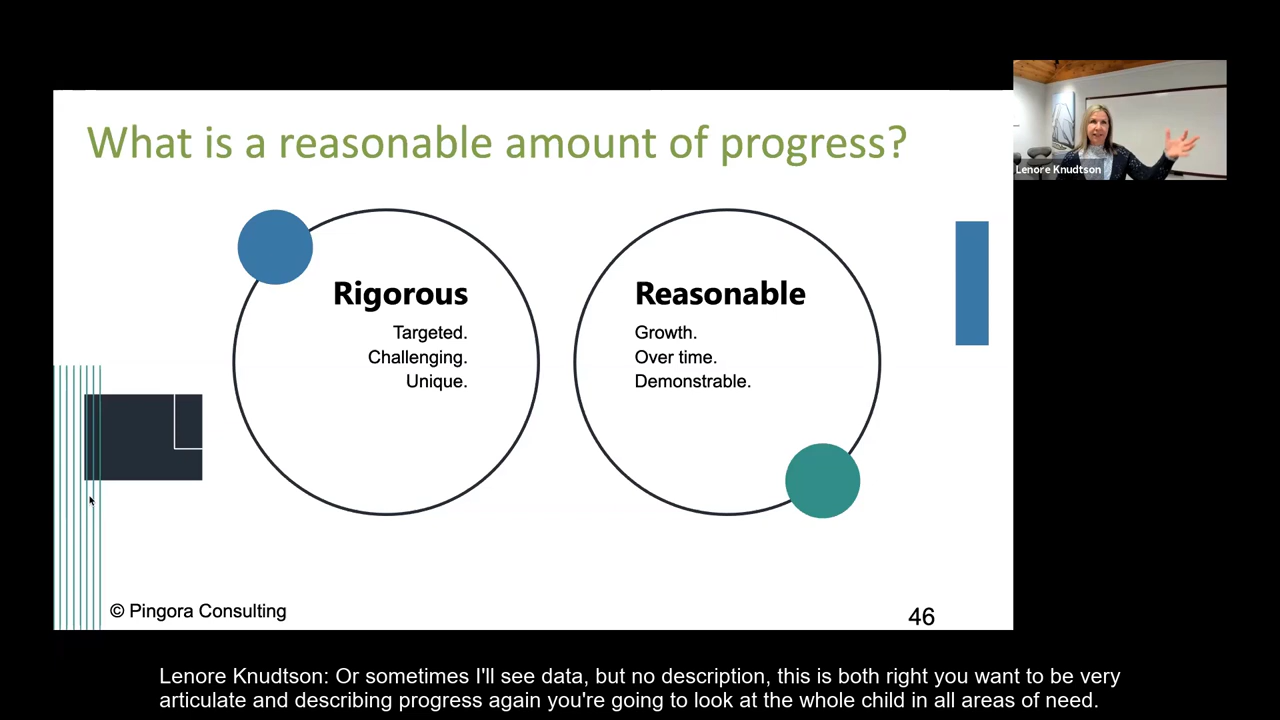 What is a reasonable amount of progress?
Lenore Knudtson
Rigorous
Targeted.
Challenging.
Unique.
Reasonable
Growth.
Over time.
Demonstrable.
© Pingora Consulting
46
Lenore Knudtson: Or sometimes I'll see data, but no description, this is both right you want to be very
articulate and describing progress again you're going to look at the whole child in all areas of need.